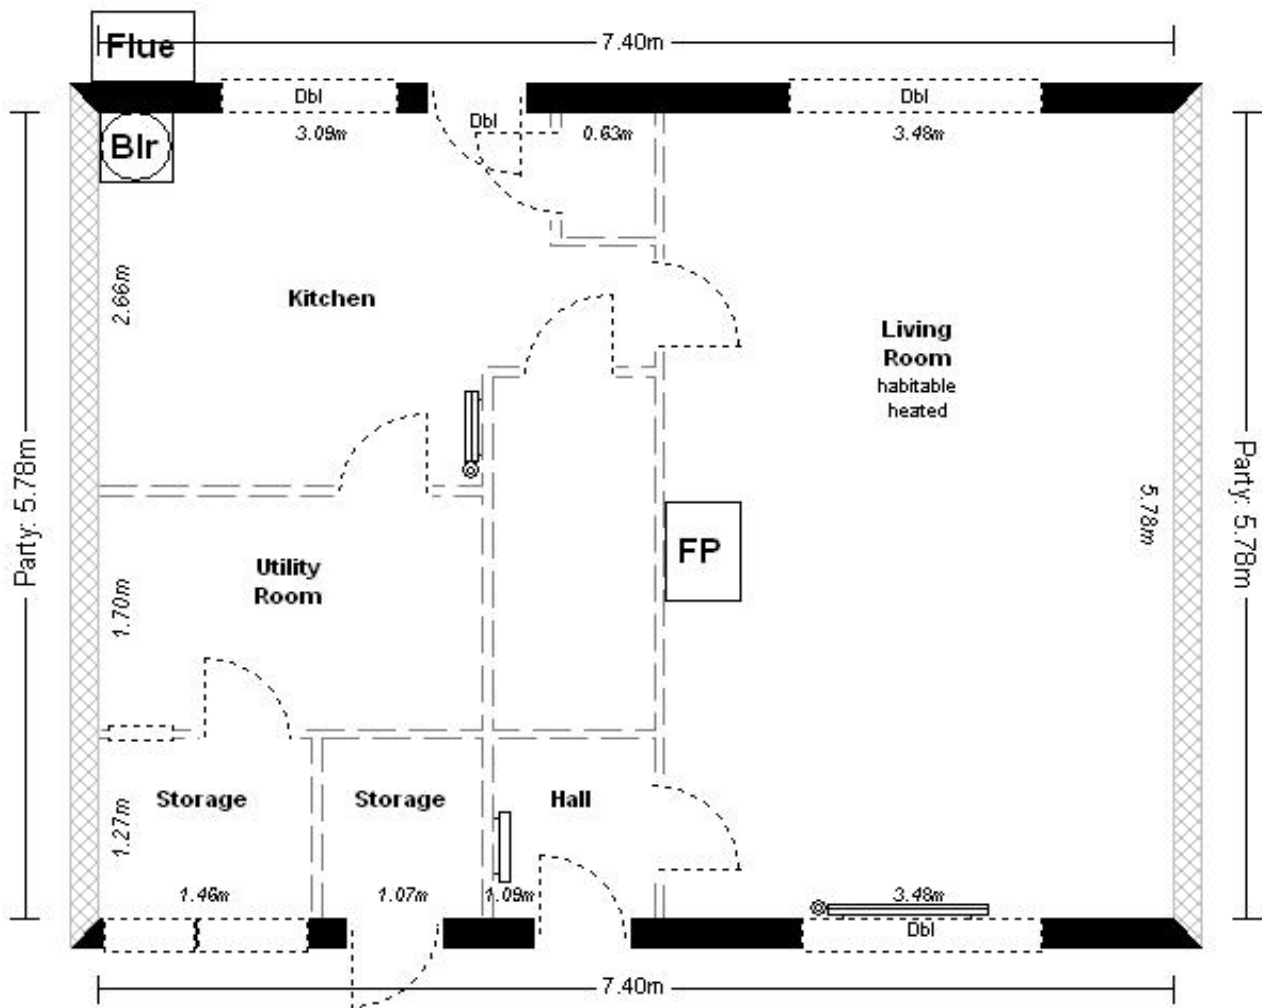 Flue
7.40m
Dbl
Dbl
Dbl
Blr
3.09m
0.63m
3.48m
2.66m
Kitchen
Living
Room
habitable
heated
Party: 5.78m
5.78m
Party: 5.78m
FP
Utility
Room
1.70m
Storage
Storage
Hall
1.27m
1.46m
1.07m
1.09m
3.48m
Dbl
7.40m